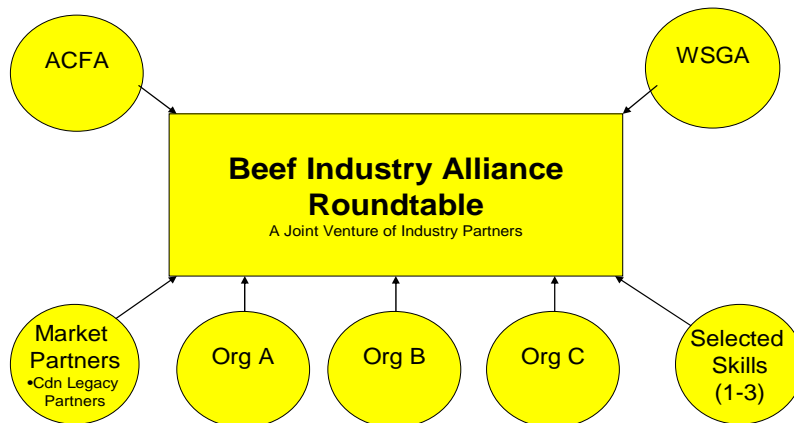 ACFA
WSGA
Beef Industry Alliance
Roundtable
A Joint Venture of Industry Partners
Market
Partners
•Cdn Legacy
Partners
Org A
Org B
Org C
Selected
Skills
(1-3)